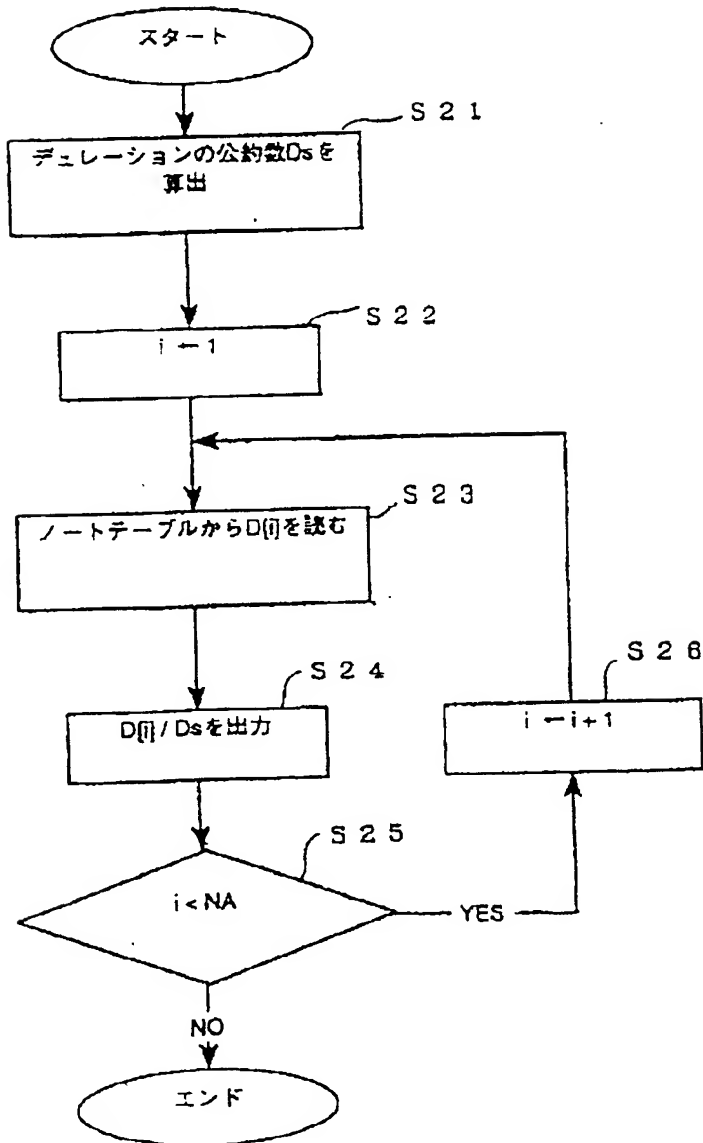 スタート
S21
デュレーションの公約数Dsを
算出
S22
i ← 1
S23
ノートテーブルからD[i]を読む
S24
D[i] / Dsを出力
S26
i ← i + 1
S25
i < NA
YES
NO
エンド